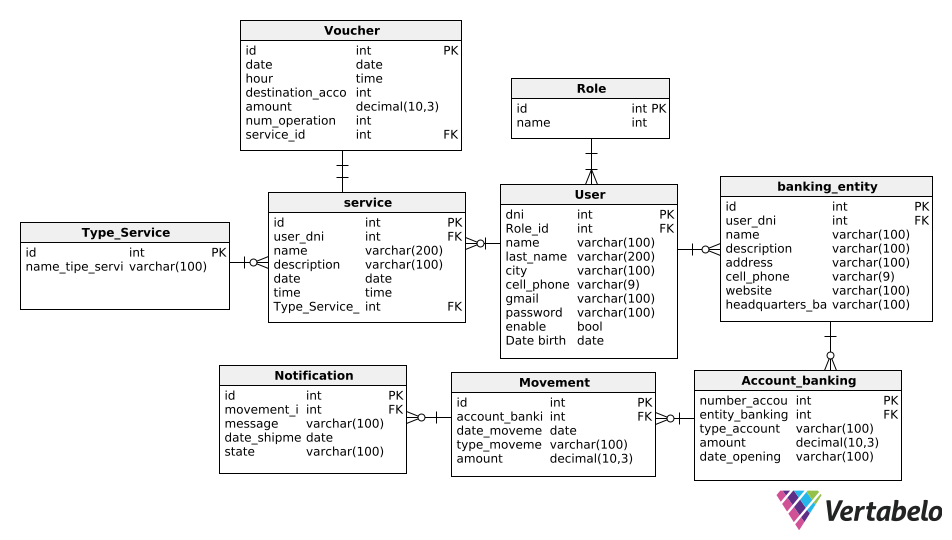 Voucher
id int PK
date date
hour time
destination_acco int
amount decimal(10,3)
num_operation int
service_id int FK
Role
id int PK
name int
service
id int PK
user_dni int FK
name varchar(200)
description varchar(100)
date date
time time
Type_Service_ int FK
User
dni int PK
Role_id int FK
name varchar(100)
last_name varchar(200)
city varchar(100)
cell_phone varchar(9)
gmail varchar(100)
password varchar(100)
enable bool
Date birth date
banking_entity
id int PK
user_dni int FK
name varchar(100)
description varchar(100)
address varchar(100)
cell_phone varchar(9)
website varchar(100)
headquarters_ba varchar(100)
Type_Service
id int PK
name_tipe_servi varchar(100)
Notification
id int PK
movement_i int FK
message varchar(100)
date_shipme date
state varchar(100)
Movement
id int PK
account_banki int FK
date_moveme date
type_moveme varchar(100)
amount decimal(10,3)
Account_banking
number_accou int PK
entity_banking int FK
type_account varchar(100)
amount decimal(10,3)
date_opening varchar(100)
Vertabelo